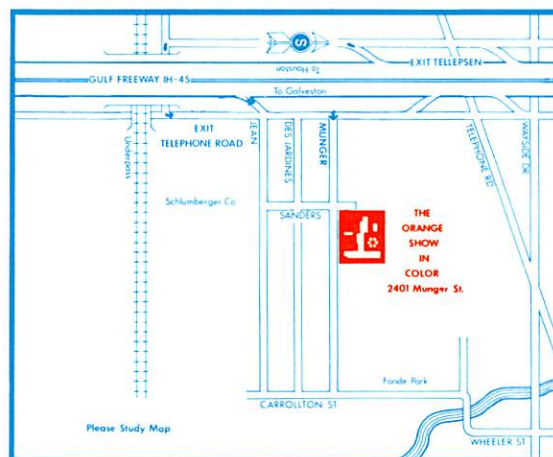 S
To Houston
EXIT TELLEPSEN
GULF FREEWAY IH-45
To Galveston
EXIT
TELEPHONE ROAD
JEAN
DES JARDINES
MUNGER
TELEPHONE RD
WAYSIDE DR
Underpass
Schlumberger Co
SANDERS
THE
ORANGE
SHOW
IN
COLOR
2401 Munger St.
Fonde Park
CARROLLTON ST
Please Study Map
WHEELER ST